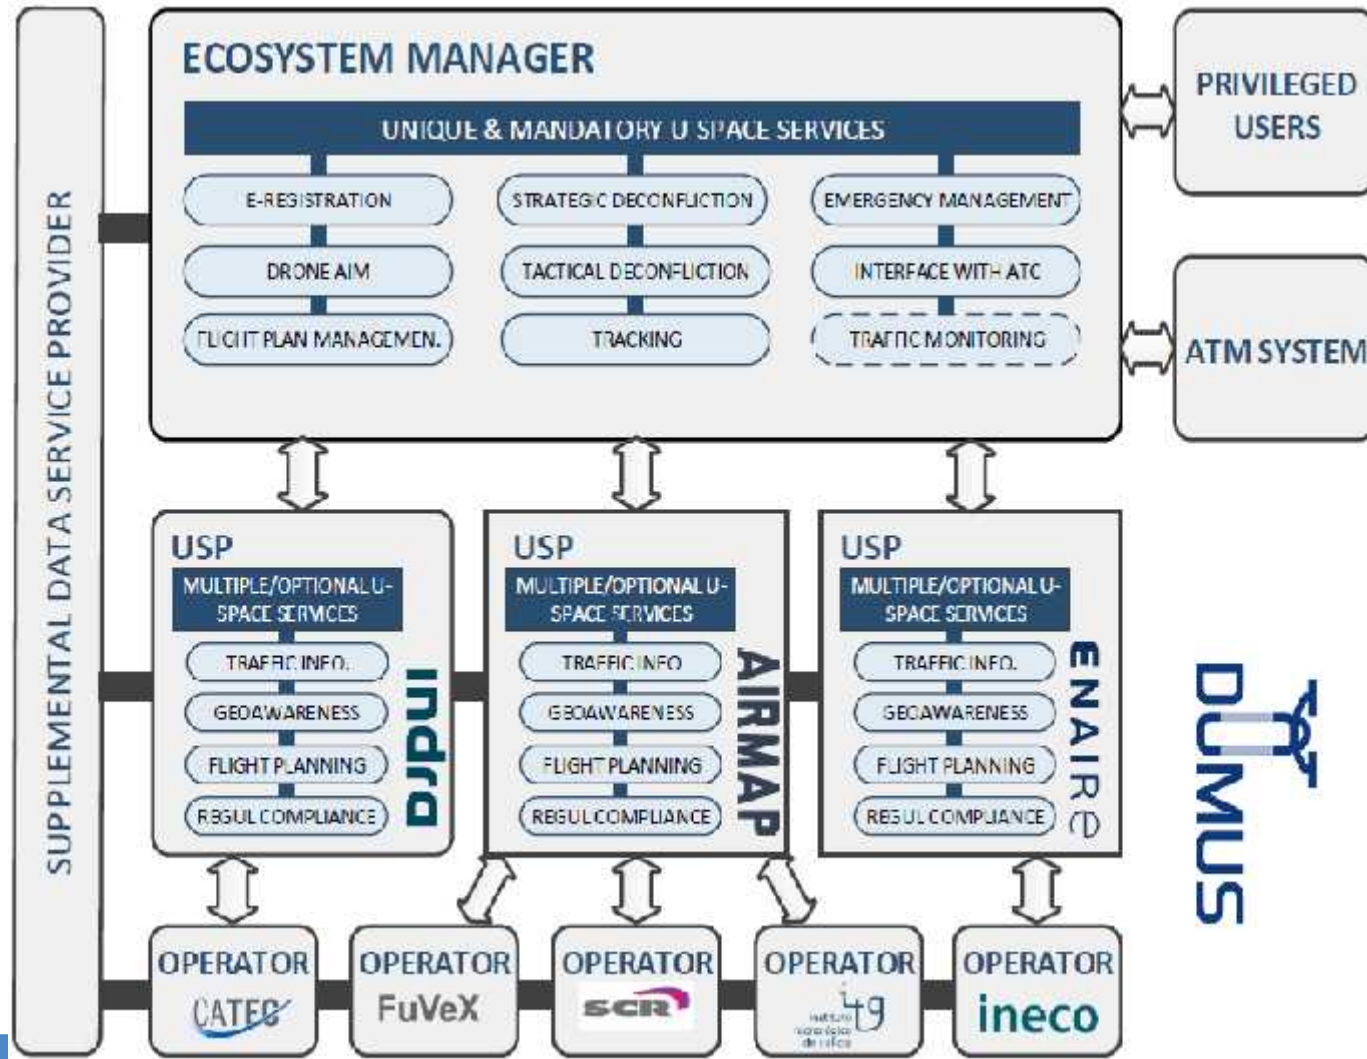 SUPPLEMENTAL DATA SERVICE PROVIDER
ECOSYSTEM MANAGER
UNIQUE & MANDATORY U SPACE SERVICES
E-REGISTRATION
STRATEGIC DECONFLICTION
EMERGENCY MANAGEMENT
DRONE AIM
TACTICAL DECONFLICTION
INTERFACE WITH ATC
FLIGHT PLAN MANAGEMEN.
TRACKING
TRAFFIC MONITORING
PRIVILEGED
USERS
ATM SYSTEM
USP
MULTIPLE/OPTIONAL U-
SPACE SERVICES
TRAFFIC INFO.
GEOAWARENESS
FLIGHT PLANNING
REGUL COMPLIANCE
indra
USP
MULTIPLE/OPTIONAL U-
SPACE SERVICES
TRAFFIC INFO
GEOAWARENESS
FLIGHT PLANNING
REGUL COMPLIANCE
AIRMAP
USP
MULTIPLE/OPTIONAL U-
SPACE SERVICES
TRAFFIC INFO.
GEOAWARENESS
FLIGHT PLANNING
REGUL COMPLIANCE
ENAIRE
DOMUS
OPERATOR
CATEC
OPERATOR
FuVeX
OPERATOR
SCR
OPERATOR
itg
instituto
tecnológico
de galicia
OPERATOR
ineco